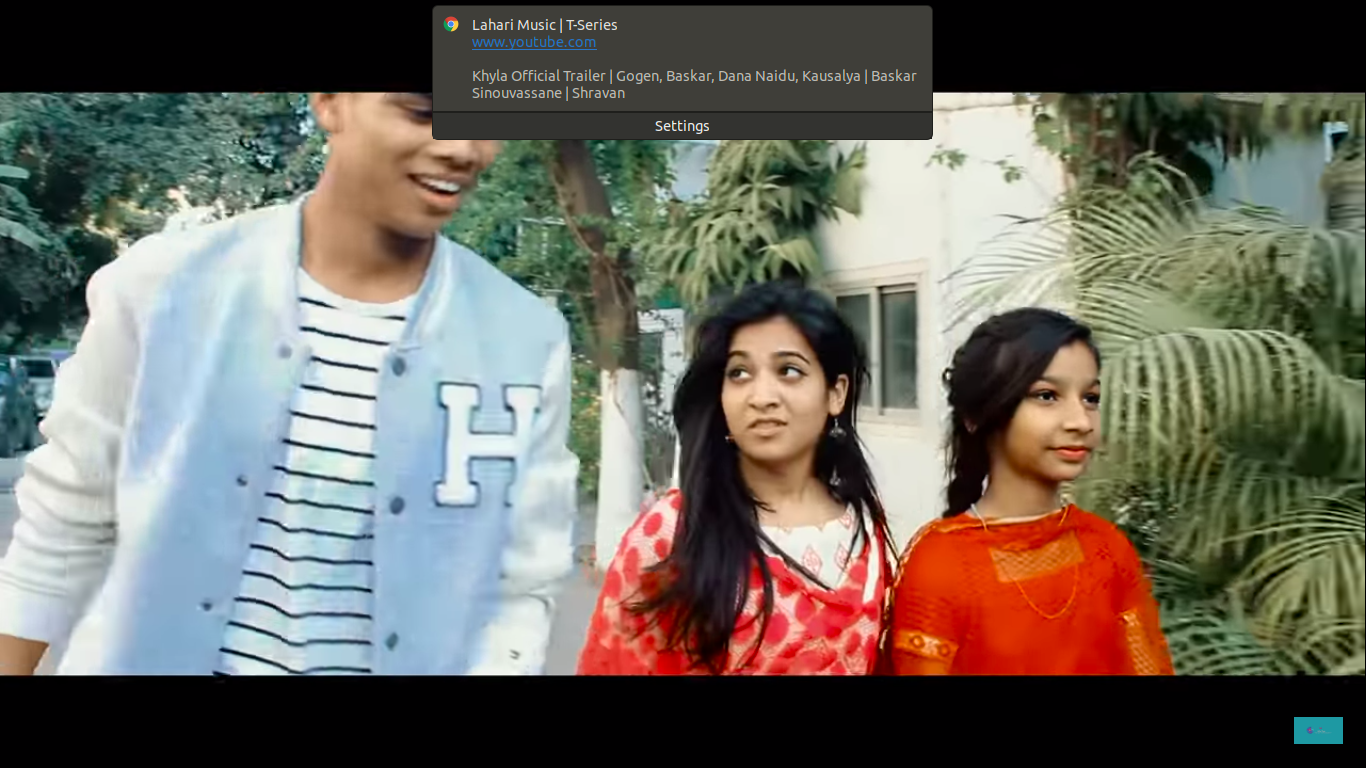 Lahari Music | T-Series
www.youtube.com
Khyla Official Trailer | Gogen, Baskar, Dana Naidu, Kausalya | Baskar
Sinouvassane | Shravan
Settings
H